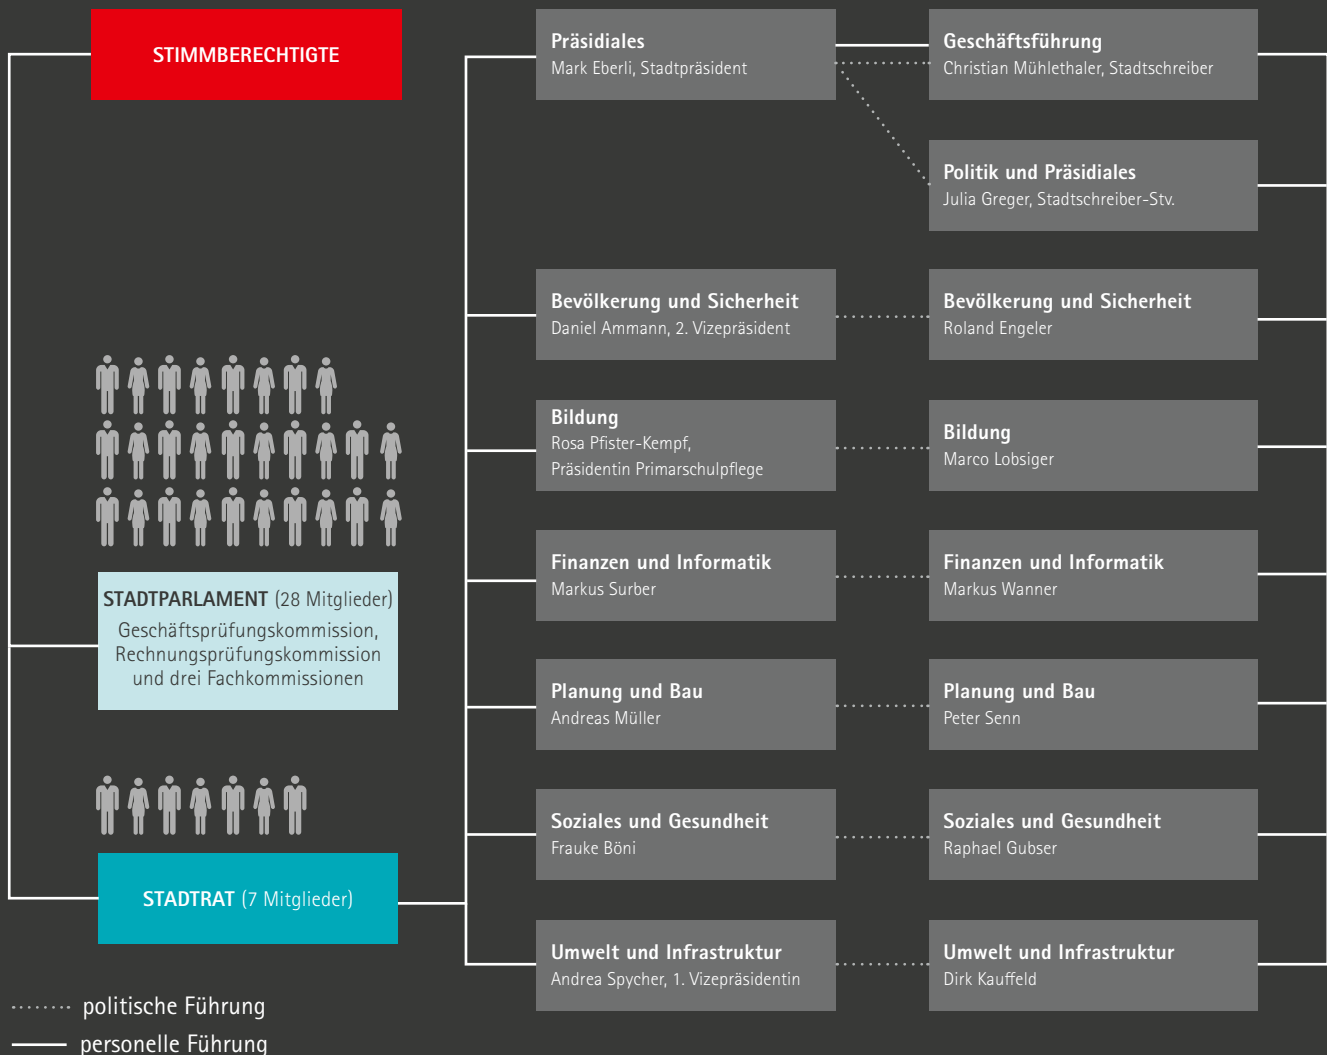 STIMMBERECHTIGTE
STADTPARLAMENT (28 Mitglieder)
Geschäftsprüfungskommission,
Rechnungsprüfungskommission
und drei Fachkommissionen
STADTRAT (7 Mitglieder)
Präsidiales
Mark Eberli, Stadtpräsident
Bevölkerung und Sicherheit
Daniel Ammann, 2. Vizepräsident
Bildung
Rosa Pfister-Kempf,
Präsidentin Primarschulpflege
Finanzen und Informatik
Markus Surber
Planung und Bau
Andreas Müller
Soziales und Gesundheit
Frauke Böni
Umwelt und Infrastruktur
Andrea Spycher, 1. Vizepräsidentin
Geschäftsführung
Christian Mühlethaler, Stadtschreiber
Politik und Präsidiales
Julia Greger, Stadtschreiber-Stv.
Bevölkerung und Sicherheit
Roland Engeler
Bildung
Marco Lobsiger
Finanzen und Informatik
Markus Wanner
Planung und Bau
Peter Senn
Soziales und Gesundheit
Raphael Gubser
Umwelt und Infrastruktur
Dirk Kauffeld
politische Führung
personelle Führung